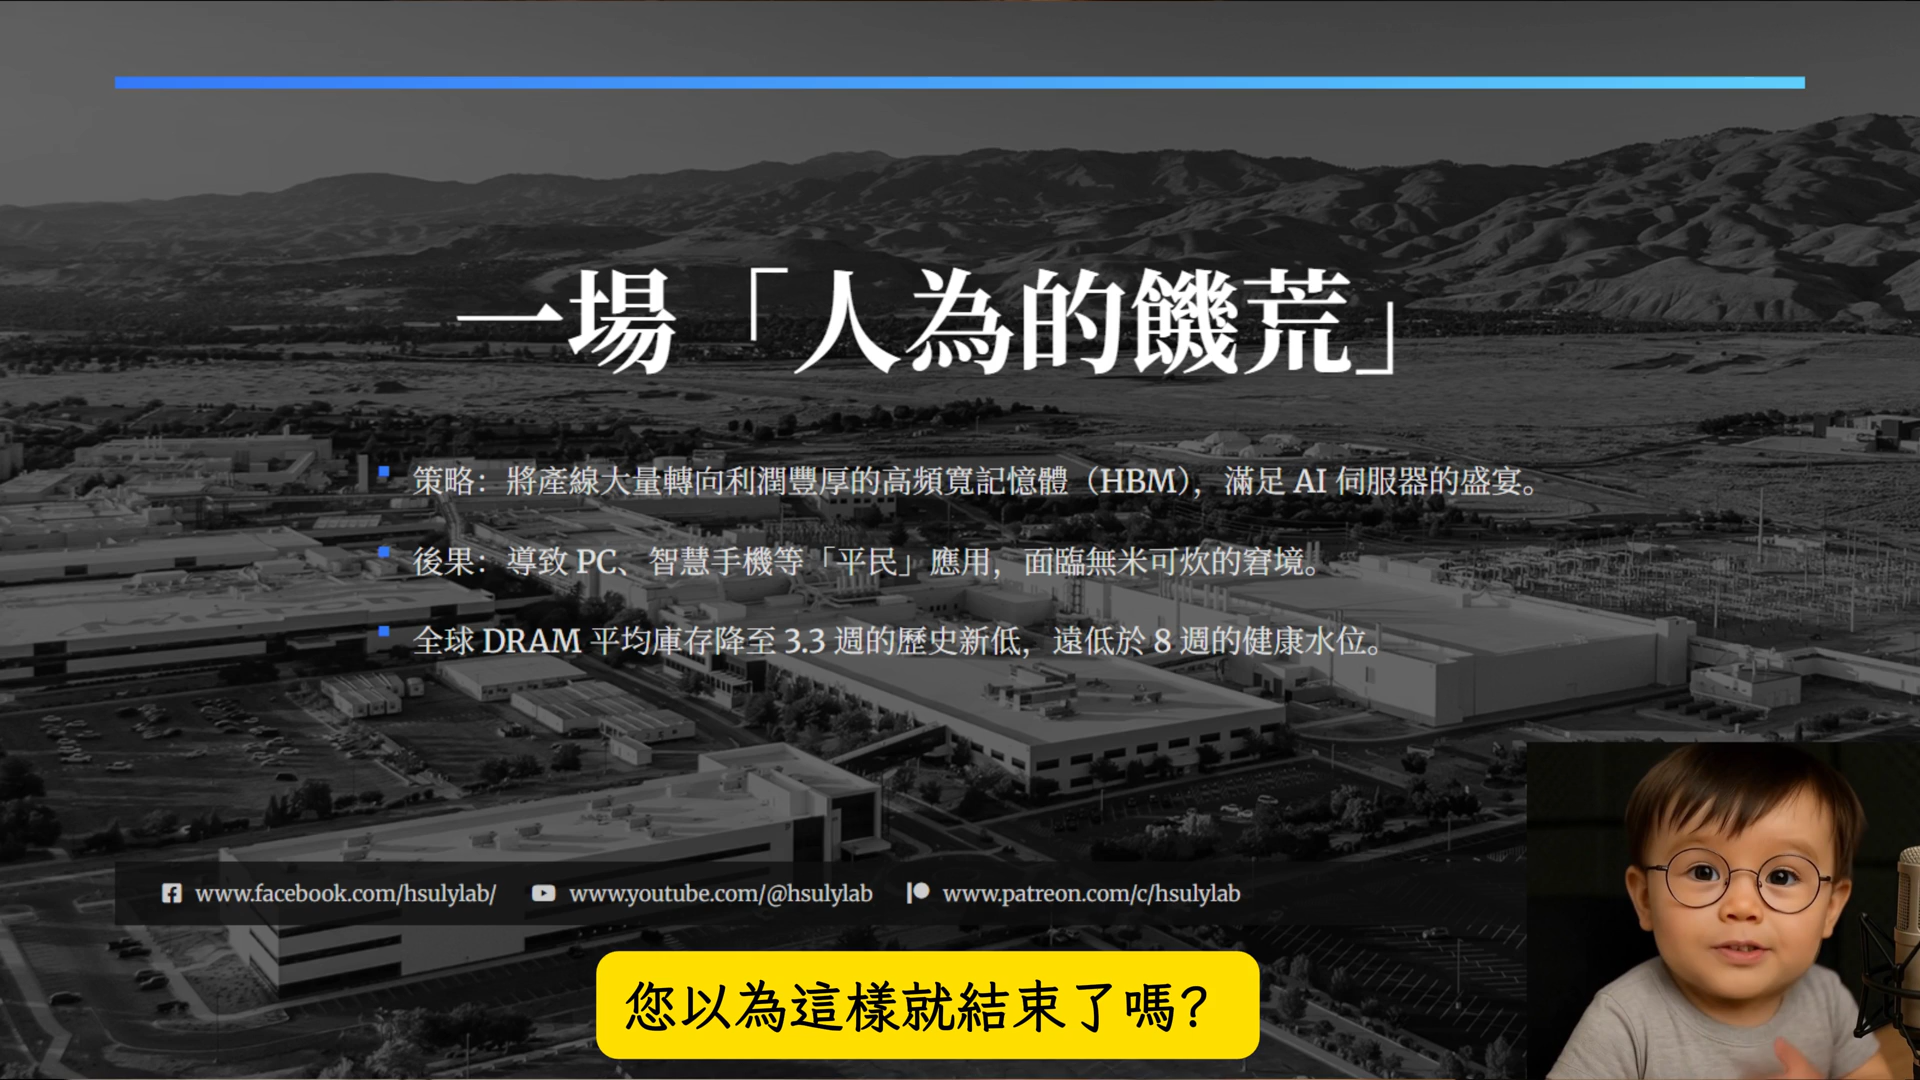 一場「人為的饑荒」
策略：將產線大量轉向利潤豐厚的高頻寬記憶體（HBM），滿足 AI 伺服器的盛宴。
後果：導致 PC、智慧手機等「平民」應用，面臨無米可炊的窘境。
全球 DRAM 平均庫存降至 3.3 週的歷史新低，遠低於 8 週的健康水位。
www.facebook.com/hsulylab/ www.youtube.com/@hsulylab www.patreon.com/c/hsulylab
您以為這樣就結束了嗎？